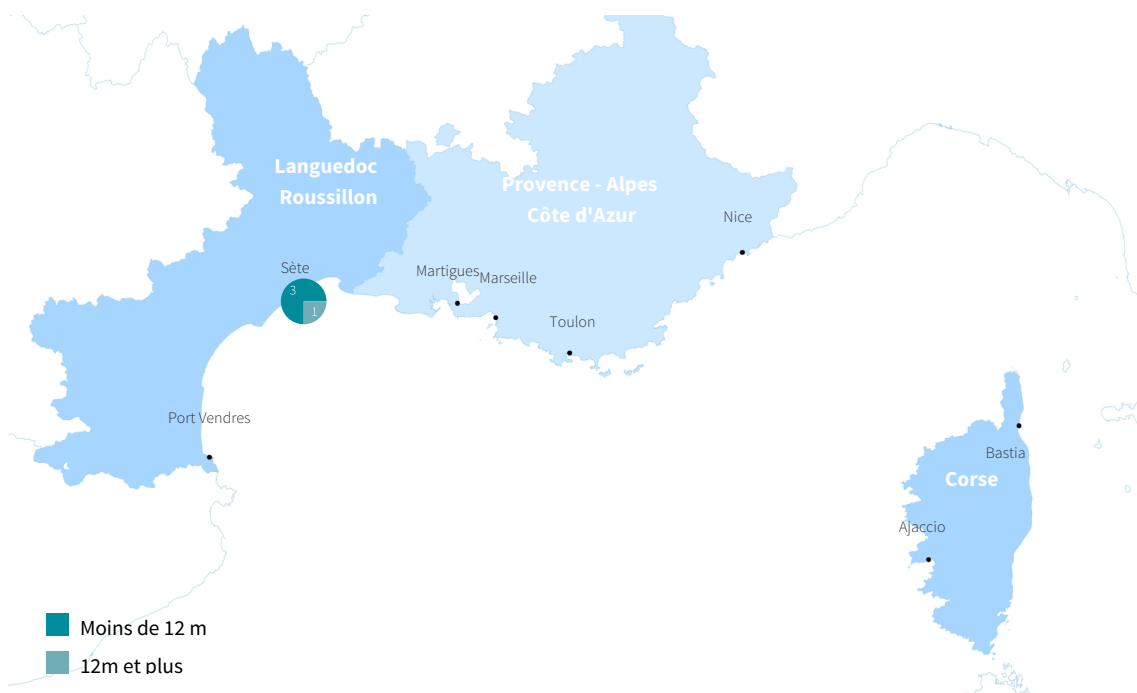 Languedoc
Roussillon
Provence - Alpes
Côte d'Azur
Nice
Sète
3
1
Martigues
Marseille
Toulon
Port Vendres
Bastia
Corse
Ajaccio
Moins de 12 m
12m et plus